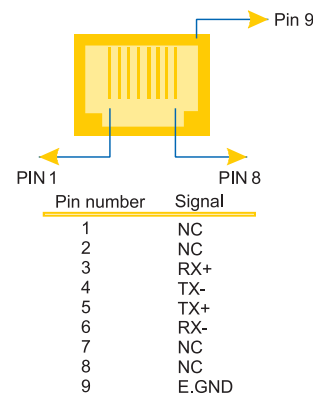 Pin 9
PIN 1 PIN 8
Pin number Signal
1 NC
2 NC
3 RX+
4 TX-
5 TX+
6 RX-
7 NC
8 NC
9 E.GND